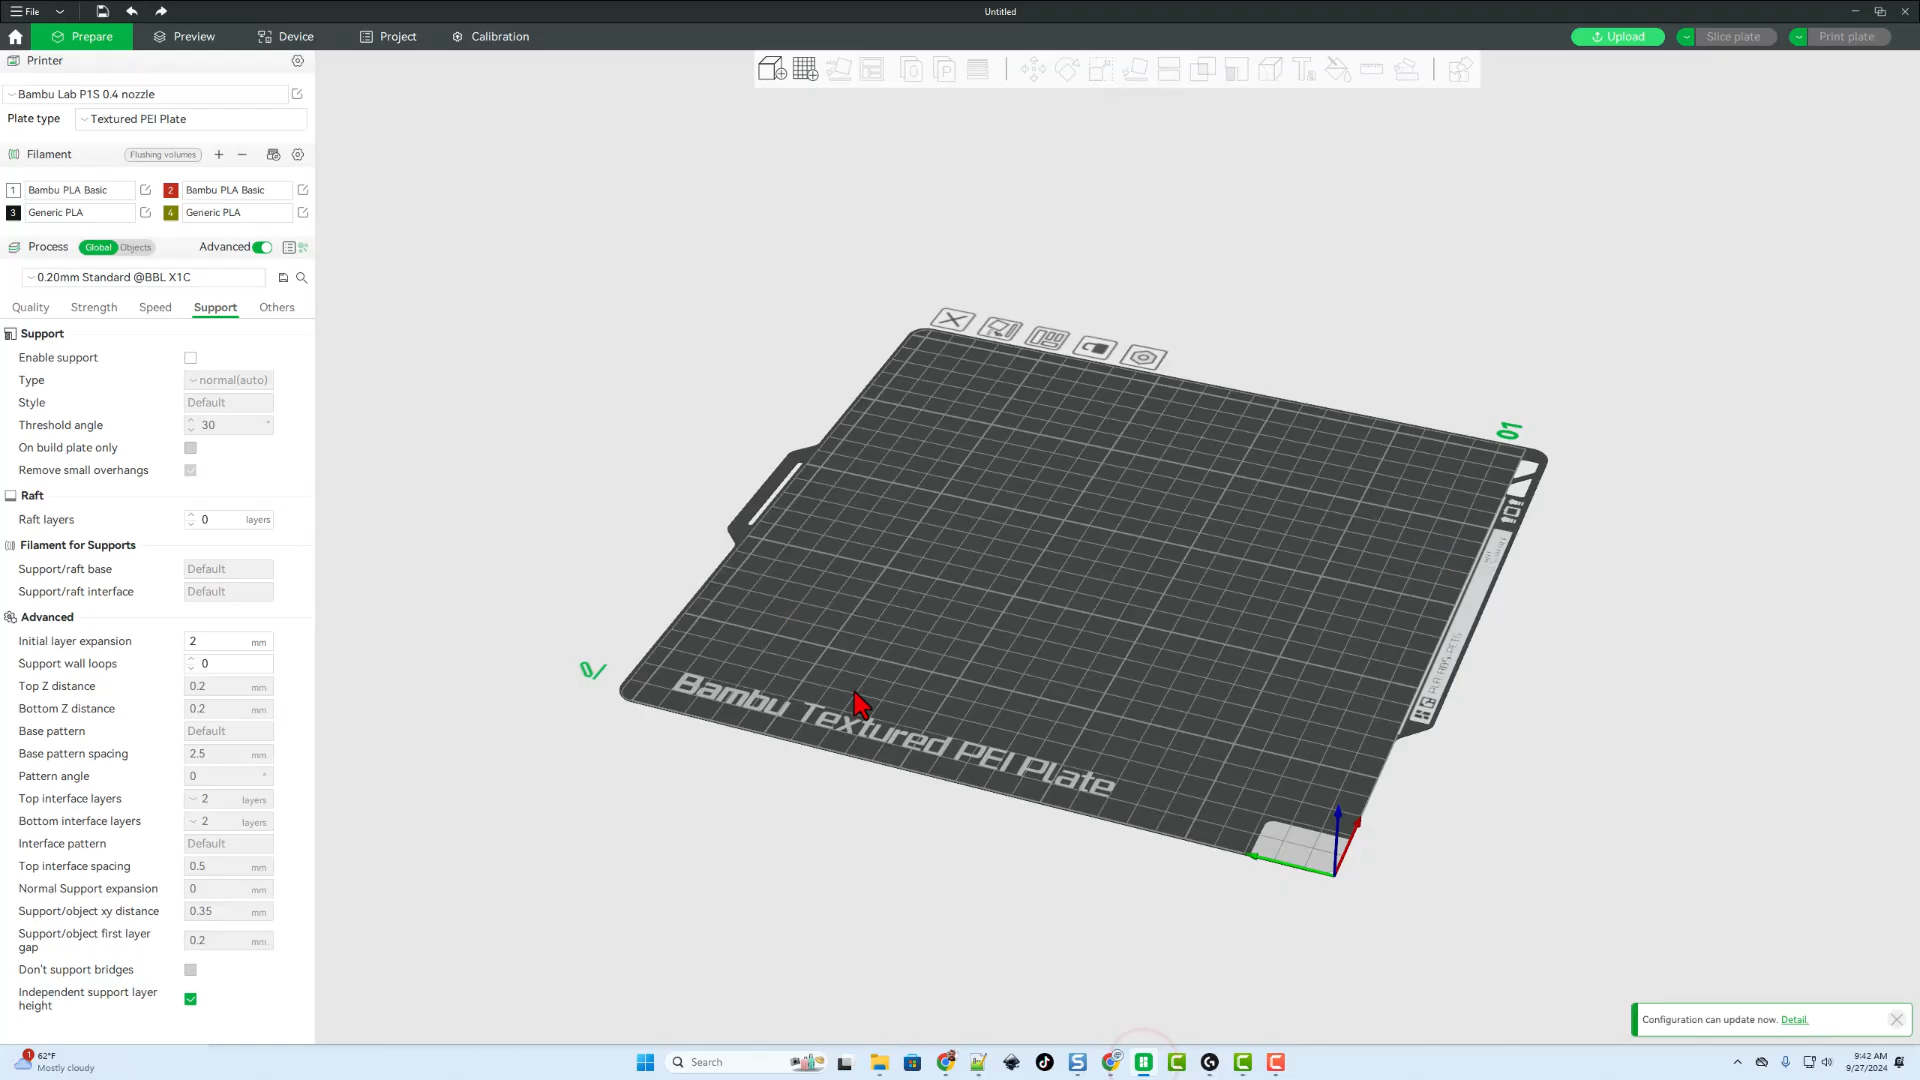 File
Untitled
Prepare
Preview
Device
Project
Calibration
Upload
Slice plate
Print plate
Printer
Bambu Lab P1S 0.4 nozzle
Plate type
Textured PEI Plate
Filament
Flushing volumes
1 Bambu PLA Basic
2 Bambu PLA Basic
3 Generic PLA
4 Generic PLA
Process
Global
Objects
Advanced
0.20mm Standard @BBL X1C
Quality
Strength
Speed
Support
Others
Support
Enable support
Type normal(auto)
Style Default
Threshold angle 30 °
On build plate only
Remove small overhangs
Raft
Raft layers 0 layers
Filament for Supports
Support/raft base Default
Support/raft interface Default
Advanced
Initial layer expansion 2 mm
Support wall loops 0
Top Z distance 0.2 mm
Bottom Z distance 0.2 mm
Base pattern Default
Base pattern spacing 2.5 mm
Pattern angle 0 °
Top interface layers 2 layers
Bottom interface layers 2 layers
Interface pattern Default
Top interface spacing 0.5 mm
Normal Support expansion 0 mm
Support/object xy distance 0.35 mm
Support/object first layer
gap 0.2 mm
Don't support bridges
Independent support layer
height
01
Bambu Textured PEI Plate
Configuration can update now. Detail.
1
62°F
Mostly cloudy
Search
9:42 AM
9/27/2024